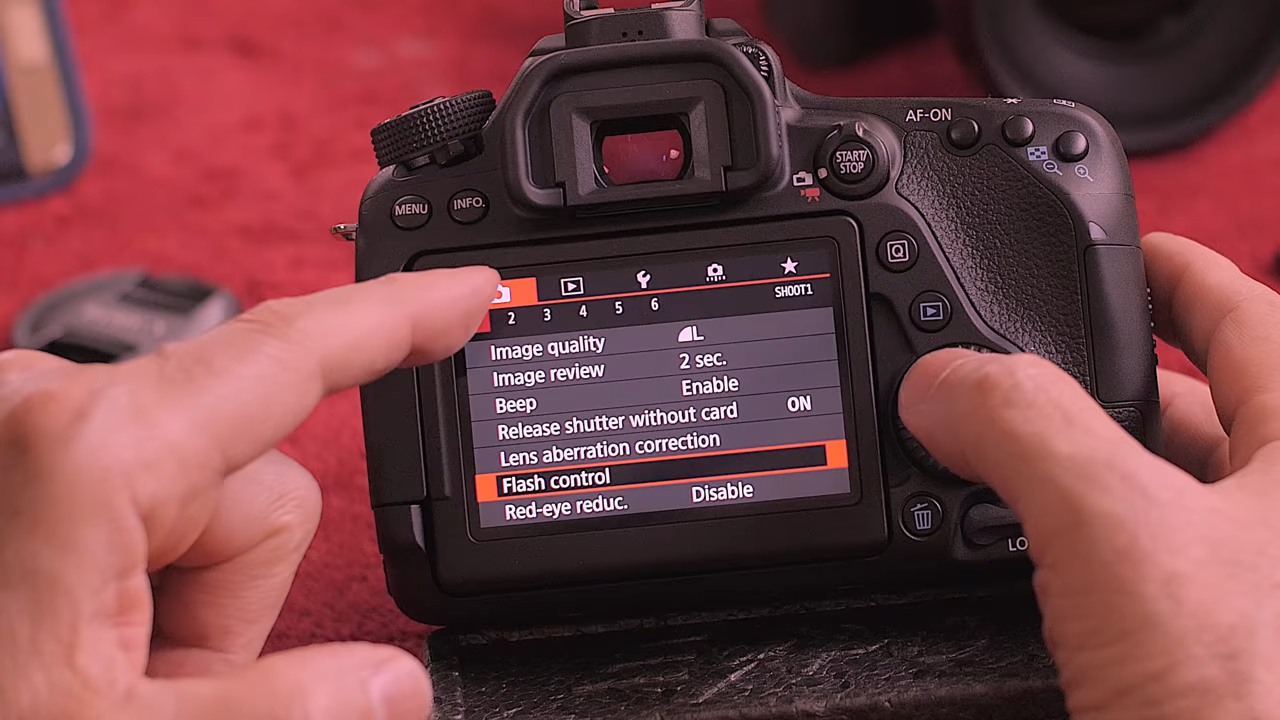 AF-ON
START/
STOP
MENU
INFO.
Q
SHOOT1
2 3 4 5 6
Image quality L
Image review 2 sec.
Beep Enable
Release shutter without card ON
Lens aberration correction
Flash control
Red-eye reduc. Disable
LO